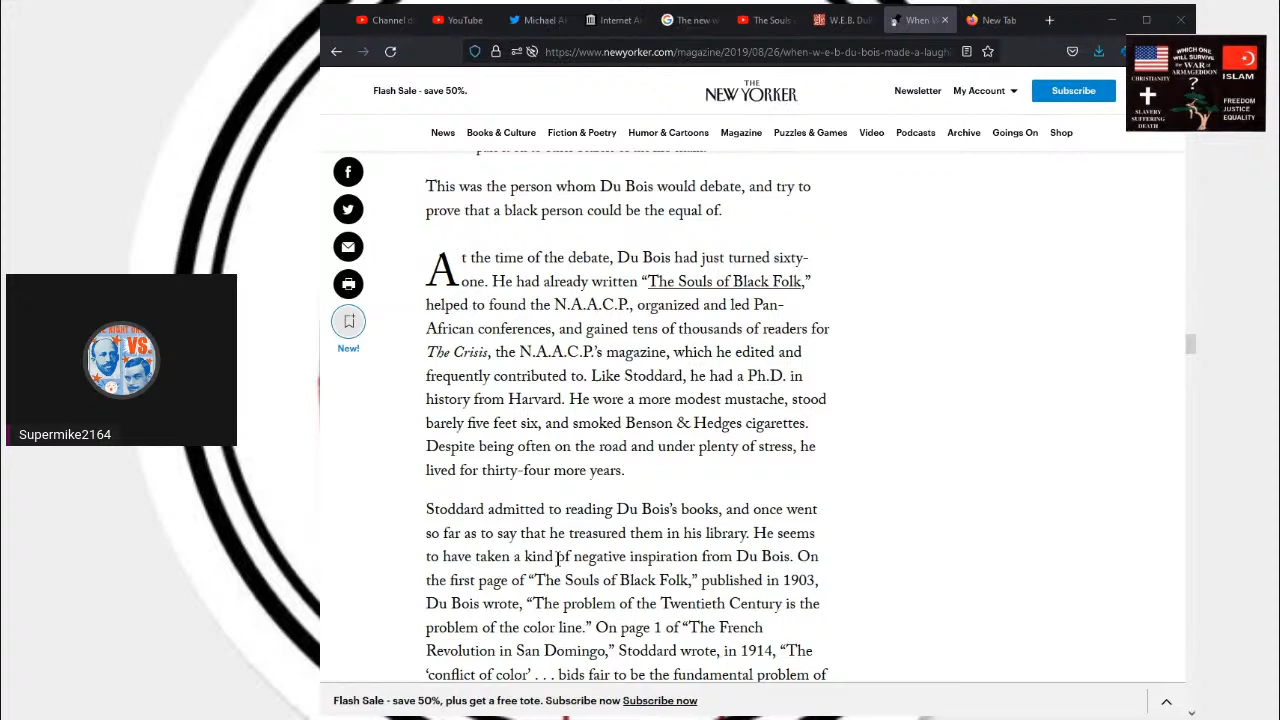 Channel d
YouTube
Michael A
Internet A
The new w
The Souls
W.E.B. Du
When W
New Tab
https://www.newyorker.com/magazine/2019/08/26/when-w-e-b-du-bois-made-a-laugh
Flash Sale - save 50%.
THE
NEW YORKER
Newsletter
My Account
Subscribe
News
Books & Culture
Fiction & Poetry
Humor & Cartoons
Magazine
Puzzles & Games
Video
Podcasts
Archive
Goings On
Shop
WHICH ONE
WILL SURVIVE
the WAR of
ARMAGEDDON
?
CHRISTIANITY
SLAVERY
SUFFERING
DEATH
ISLAM
FREEDOM
JUSTICE
EQUALITY
This was the person whom Du Bois would debate, and try to
prove that a black person could be the equal of.
At the time of the debate, Du Bois had just turned sixty-
one. He had already written “The Souls of Black Folk,”
helped to found the N.A.A.C.P., organized and led Pan-
African conferences, and gained tens of thousands of readers for
The Crisis, the N.A.A.C.P.’s magazine, which he edited and
frequently contributed to. Like Stoddard, he had a Ph.D. in
history from Harvard. He wore a more modest mustache, stood
barely five feet six, and smoked Benson & Hedges cigarettes.
Despite being often on the road and under plenty of stress, he
lived for thirty-four more years.
Stoddard admitted to reading Du Bois’s books, and once went
so far as to say that he treasured them in his library. He seems
to have taken a kind of negative inspiration from Du Bois. On
the first page of “The Souls of Black Folk,” published in 1903,
Du Bois wrote, “The problem of the Twentieth Century is the
problem of the color line.” On page 1 of “The French
Revolution in San Domingo,” Stoddard wrote, in 1914, “The
‘conflict of color’ . . . bids fair to be the fundamental problem of
New!
VS.
Supermike2164
Flash Sale - save 50%, plus get a free tote. Subscribe now Subscribe now